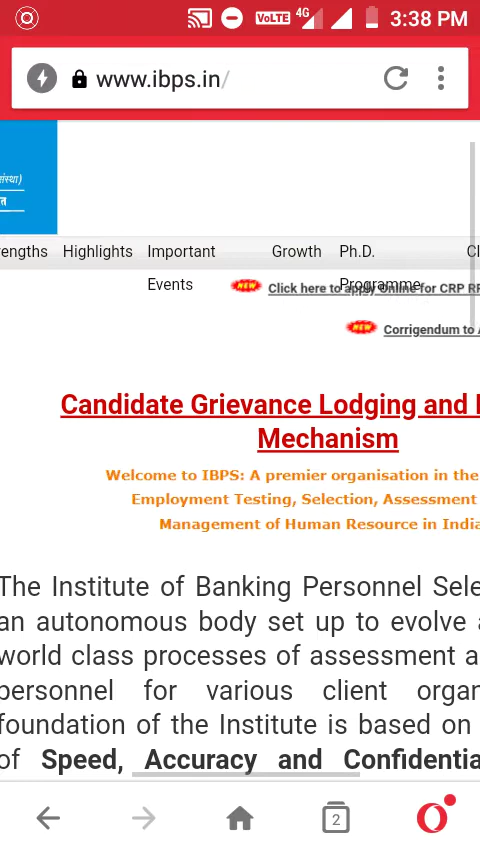 VoLTE 4G 3:38 PM
www.ibps.in/
संस्था)
त
engths Highlights Important Events Growth Ph.D. Programme Cl
NEW Click here to apply Online for CRP RR
NEW Corrigendum to A
Candidate Grievance Lodging and
Mechanism
Welcome to IBPS: A premier organisation in the
Employment Testing, Selection, Assessment
Management of Human Resource in India
The Institute of Banking Personnel Sele
an autonomous body set up to evolve a
world class processes of assessment a
personnel for various client organ
foundation of the Institute is based on
of Speed, Accuracy and Confidentia
2